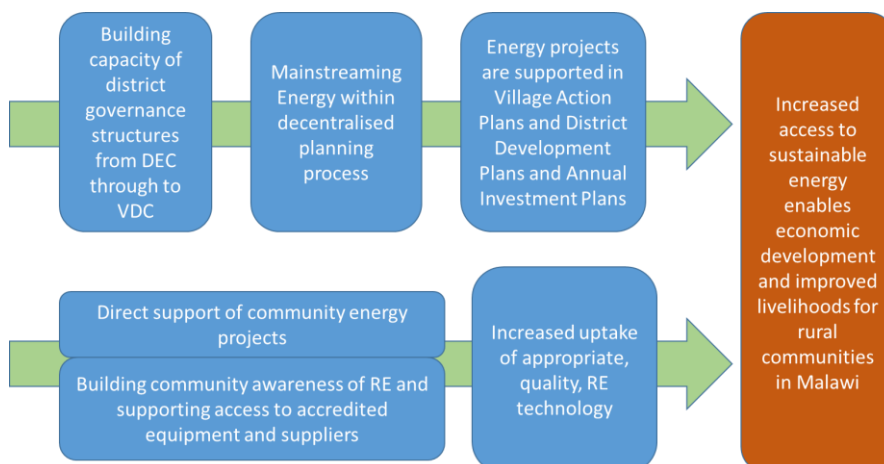 Building
capacity of
district
governance
structures
from DEC
through to
VDC
Mainstreaming
Energy within
decentralised
planning
process
Energy projects
are supported in
Village Action
Plans and District
Development
Plans and Annual
Investment Plans
Direct support of community energy
projects
Building community awareness of RE and
supporting access to accredited
equipment and suppliers
Increased uptake
of appropriate,
quality, RE
technology
Increased
access to
sustainable
energy
enables
economic
development
and improved
livelihoods for
rural
communities
in Malawi